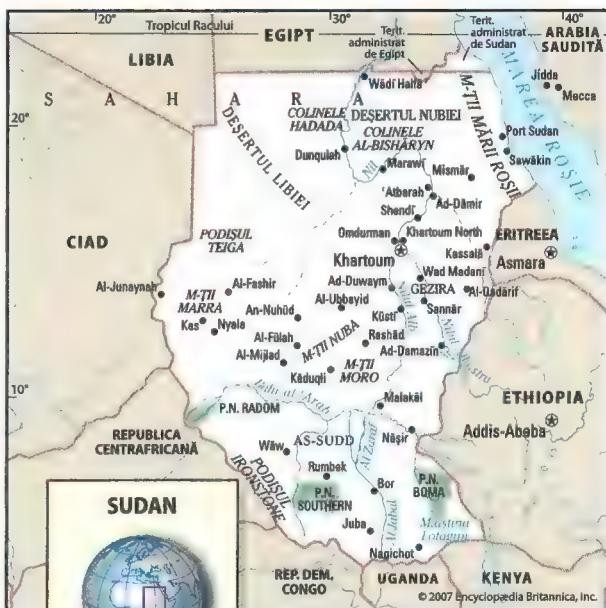 20° 30° 40°
Tropicul Racului
EGIPT
Terit. administrat de Egipt
Terit. administrat de Sudan
ARABIA SAUDITĂ
LIBIA
Jidda
Mecca
MAREA ROȘIE
Wādī Halfā
S A H A R A
20°
COLINELE HADADA
DEȘERTUL NUBIEI
COLINELE AL-BISHĀRYN
M-ȚII MĂRII ROȘII
DEȘERTUL LIBIEI
Port Sudan
Sawākin
Dunqulah
Nil
Marawī
Mismār
'Atbarah
Ad-Dāmir
Shendī
PODIȘUL TEIGA
Omdurman
Khartoum North
Khartoum
Kassalā
ERITREEA
Asmara
CIAD
Al-Junaynah
M-ȚII MARRA
Al-Fashir
Ad-Duwaym
Wad Madanī
GEZIRA
Al-Qaḍārif
Kas
Nyala
An-Nuhūd
Al-Ubbayid
Kūstī
Sannār
Al-Fūlah
M-ȚII NUBA
Rashād
Ad-Damazīn
Al-Mijlad
Kāduqlī
M-ȚII MORO
10°
Malakāl
P.N. RADOM
ETHIOPIA
Addis-Ababa
REPUBLICA CENTRAFRICANĂ
Wāw
AS-SUDD
Nāṣir
PODIȘUL IRONSTONE
Rumbek
P.N. SOUTHERN
Bor
P.N. BOMA
SUDAN
Juba
Nagichot
REP. DEM. CONGO
UGANDA
KENYA
© 2007 Encyclopædia Britannica, Inc.